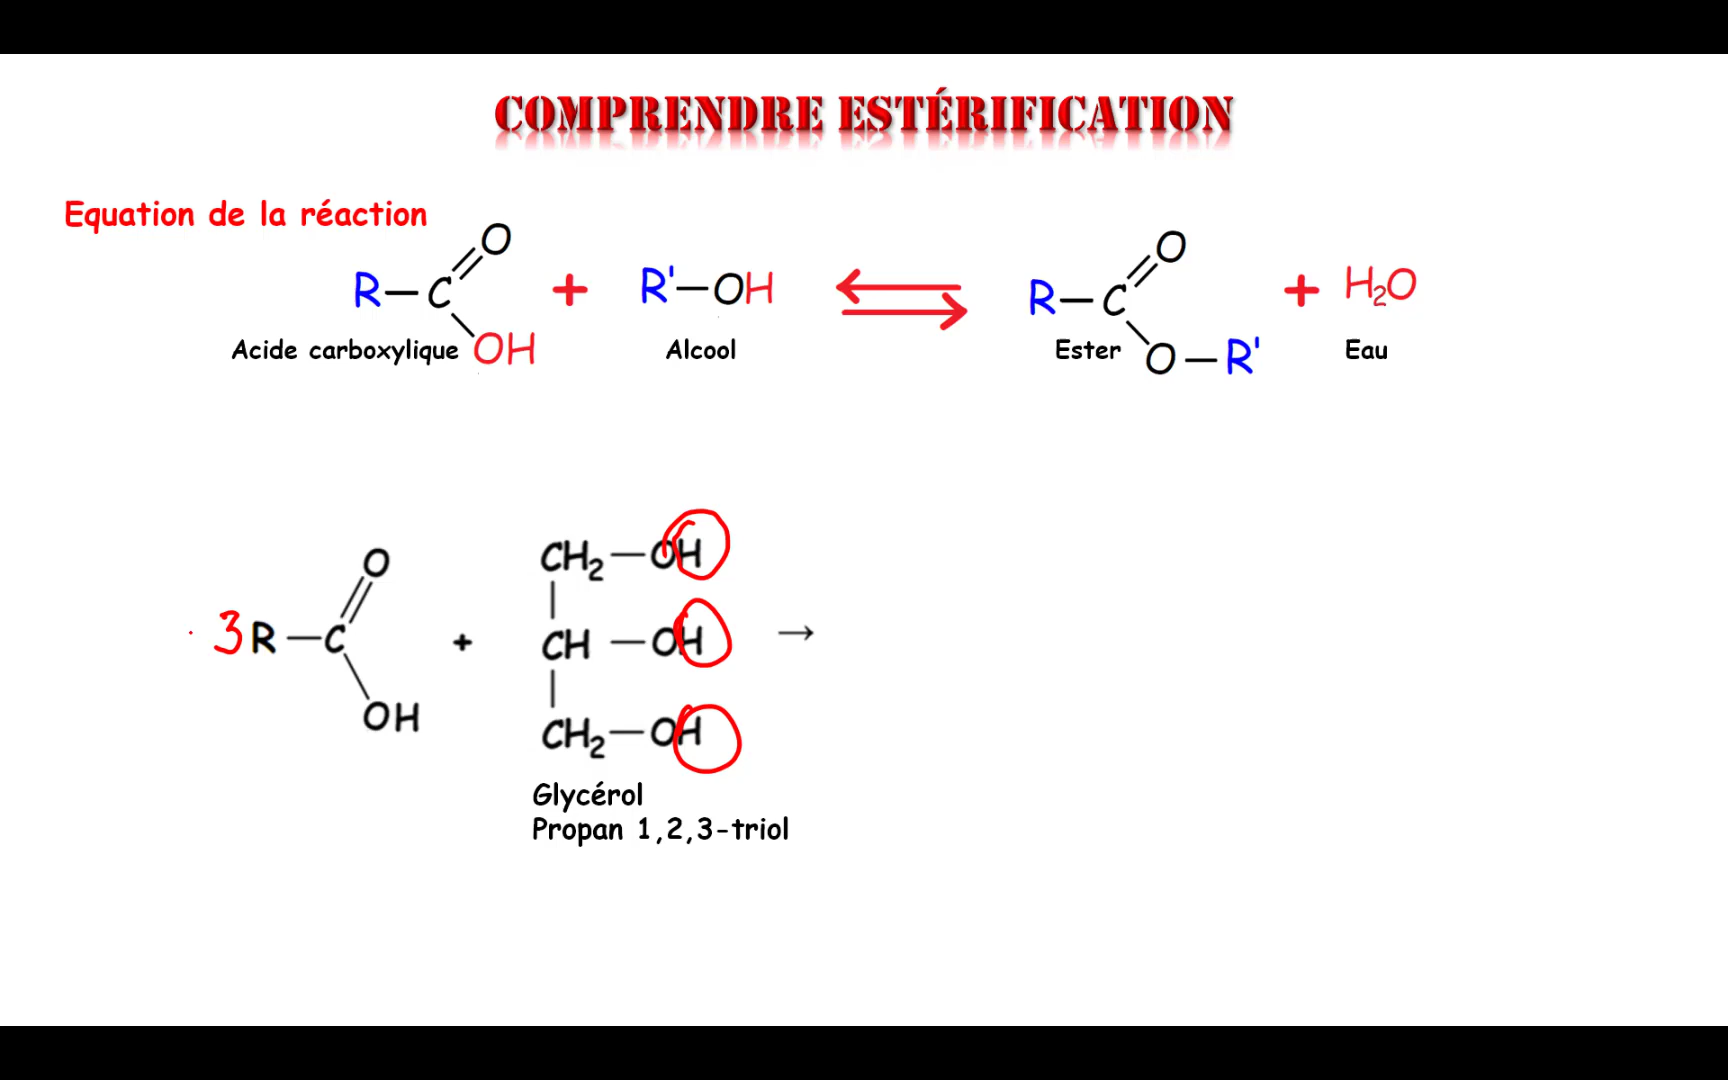 COMPRENDRE ESTÉRIFICATION
Equation de la réaction
O
R—C + R'—OH ⇌ R—C + H₂O
OH O—R'
Acide carboxylique Alcool Ester Eau
O CH₂—OH
3R—C + CH—OH →
OH CH₂—OH
Glycérol
Propan 1,2,3-triol